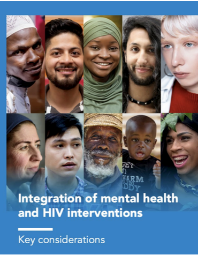 Integration of mental health
and HIV interventions
Key considerations